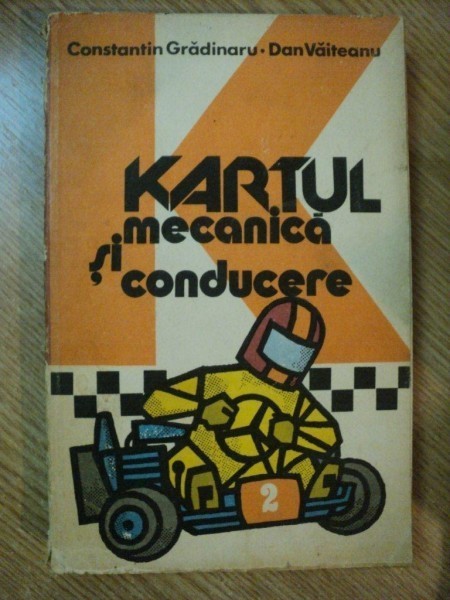 Constantin Grădinaru • Dan Văiteanu
KARTUL
mecanică
și conducere
2